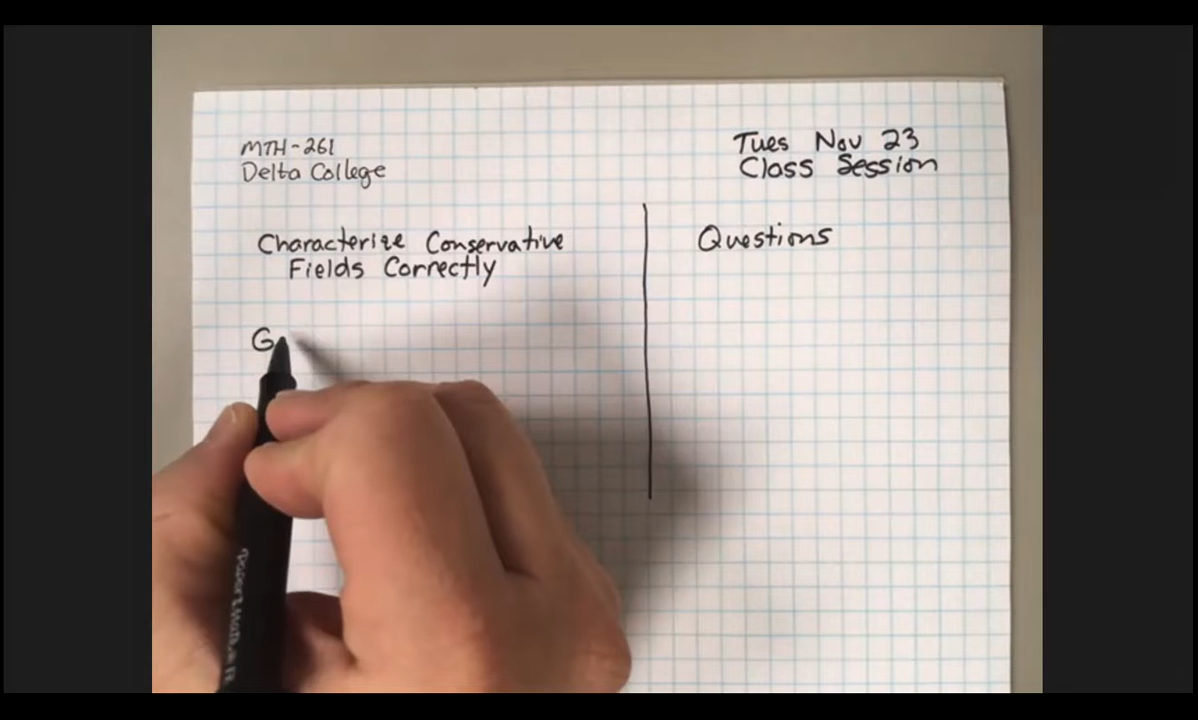 MTH-261
Delta College
Tues Nov 23
Class Session
Characterize Conservative
Fields Correctly
Questions
G